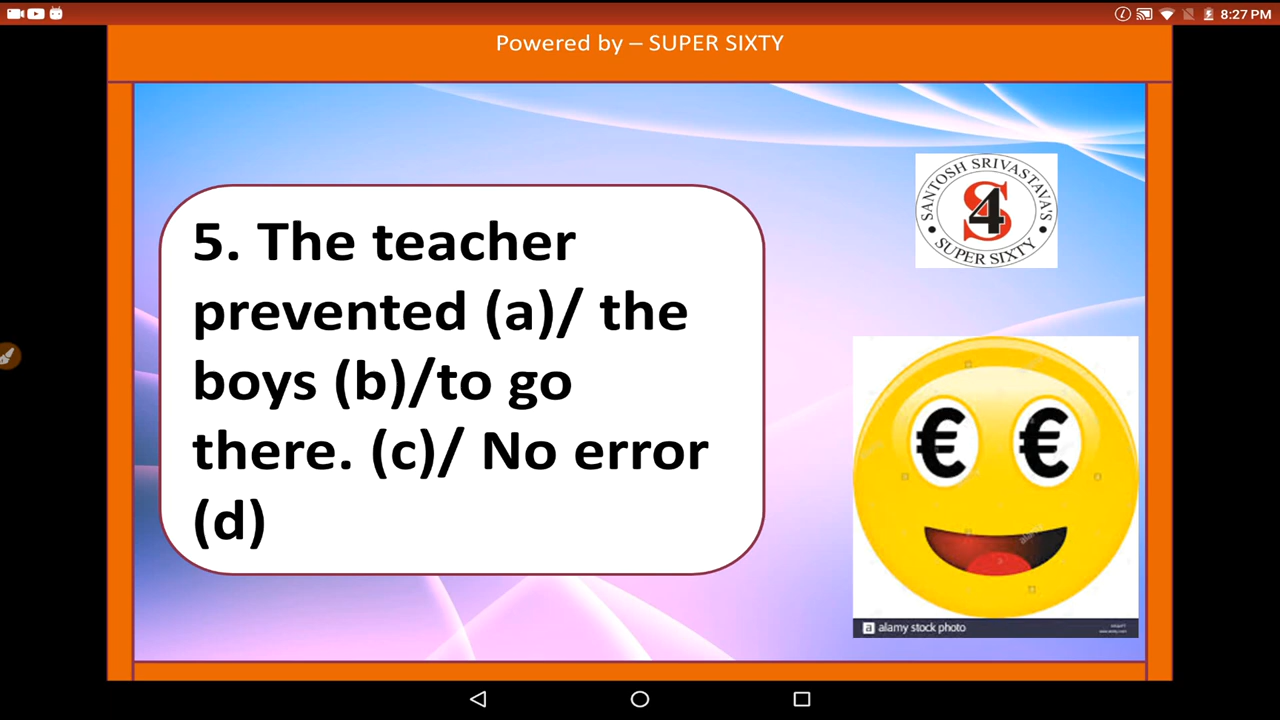 8:27 PM
Powered by – SUPER SIXTY
SANTOSH SRIVASTAVA'S
S4
SUPER SIXTY
5. The teacher
prevented (a)/ the
boys (b)/to go
there. (c)/ No error
(d)
€ €
a alamy stock photo